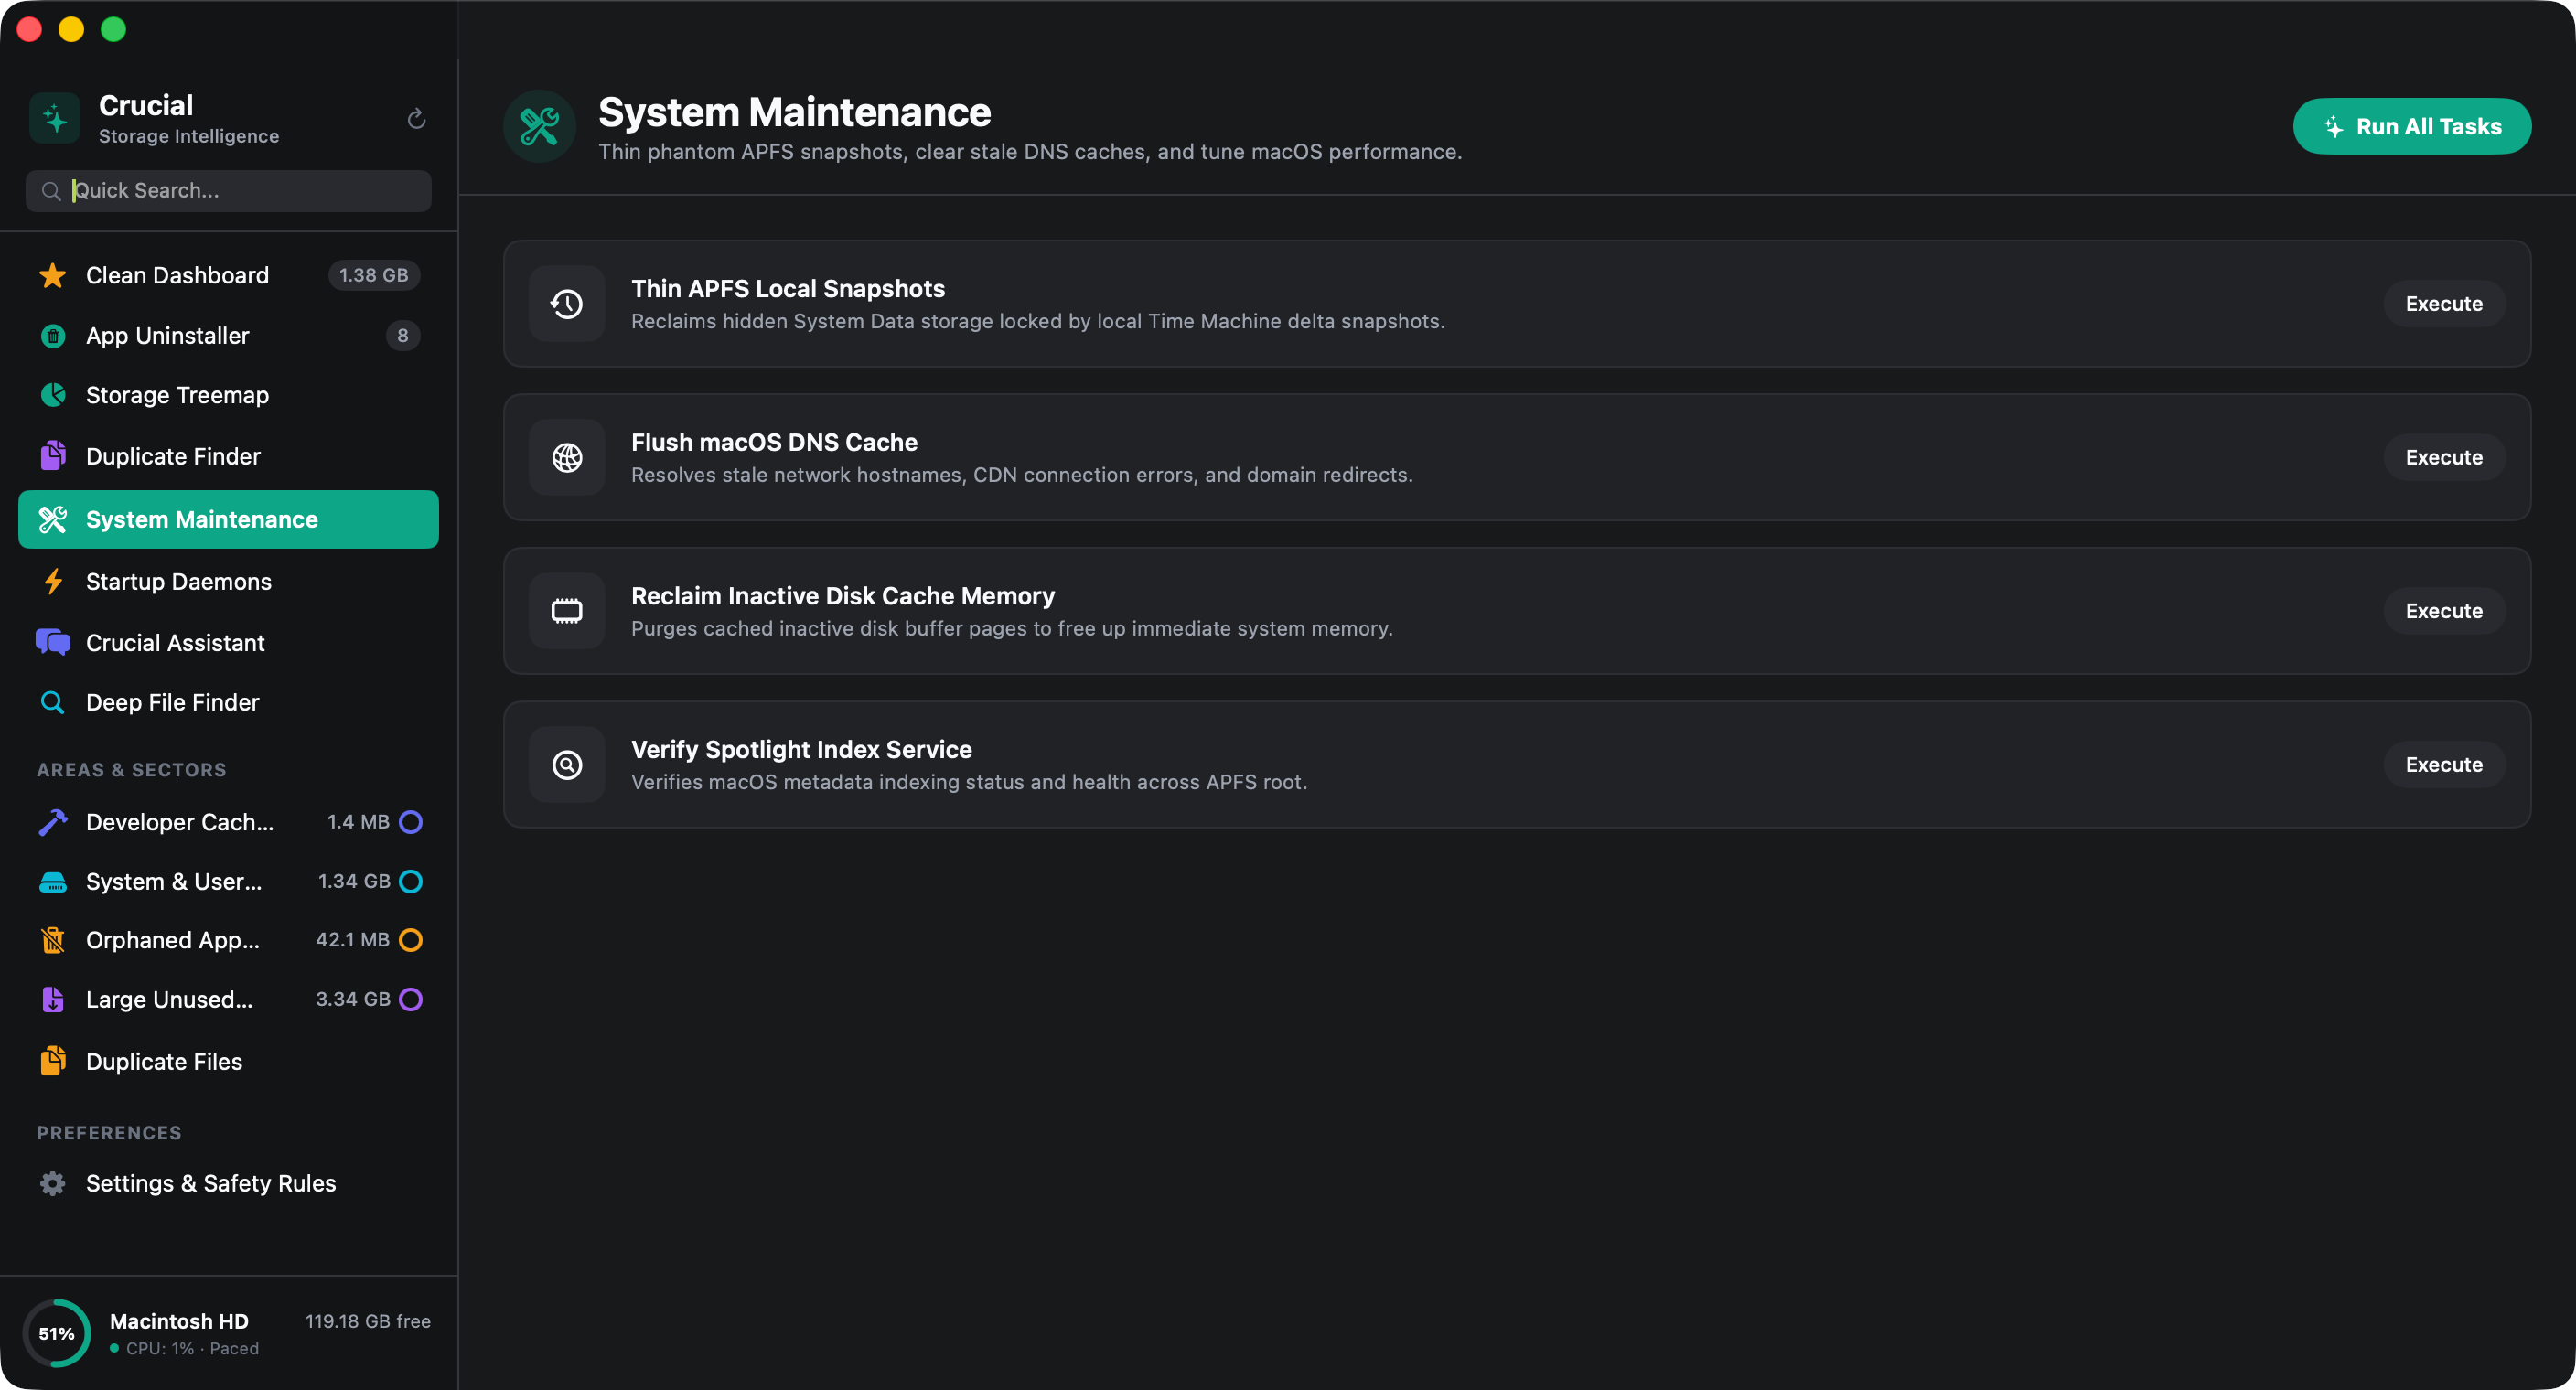 Crucial
Storage Intelligence
Quick Search...
Clean Dashboard 1.38 GB
App Uninstaller 8
Storage Treemap
Duplicate Finder
System Maintenance
Startup Daemons
Crucial Assistant
Deep File Finder
AREAS & SECTORS
Developer Cach... 1.4 MB
System & User... 1.34 GB
Orphaned App... 42.1 MB
Large Unused... 3.34 GB
Duplicate Files
PREFERENCES
Settings & Safety Rules
51%
Macintosh HD 119.18 GB free
CPU: 1% · Paced
System Maintenance
Thin phantom APFS snapshots, clear stale DNS caches, and tune macOS performance.
Run All Tasks
Thin APFS Local Snapshots
Reclaims hidden System Data storage locked by local Time Machine delta snapshots.
Execute
Flush macOS DNS Cache
Resolves stale network hostnames, CDN connection errors, and domain redirects.
Execute
Reclaim Inactive Disk Cache Memory
Purges cached inactive disk buffer pages to free up immediate system memory.
Execute
Verify Spotlight Index Service
Verifies macOS metadata indexing status and health across APFS root.
Execute